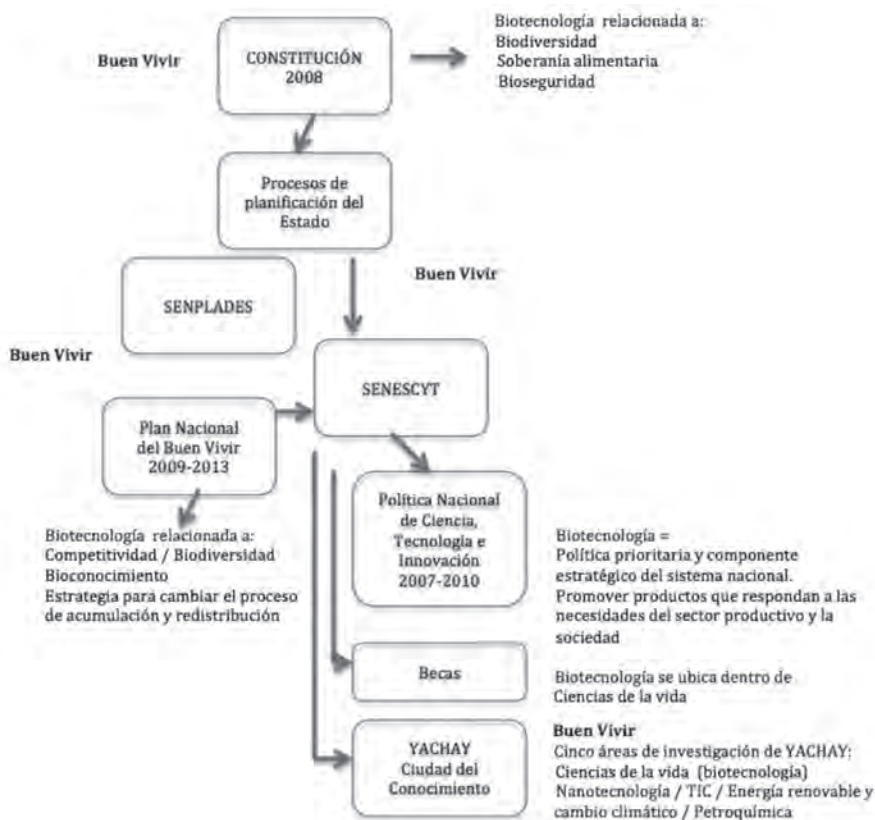 Buen Vivir
CONSTITUCIÓN
2008
Biotecnología relacionada a:
Biodiversidad
Soberanía alimentaria
Bioseguridad
Procesos de
planificación del
Estado
Buen Vivir
SENPLADES
Buen Vivir
SENESCYT
Plan Nacional
del Buen Vivir
2009-2013
Biotecnología relacionada a:
Competitividad / Biodiversidad
Bioconocimiento
Estrategia para cambiar el proceso
de acumulación y redistribución
Política Nacional
de Ciencia,
Tecnología e
Innovación
2007-2010
Biotecnología =
Política prioritaria y componente
estratégico del sistema nacional.
Promover productos que respondan a las
necesidades del sector productivo y la
sociedad
Becas
Biotecnología se ubica dentro de
Ciencias de la vida
YACHAY
Ciudad del
Conocimiento
Buen Vivir
Cinco áreas de investigación de YACHAY:
Ciencias de la vida (biotecnología)
Nanotecnología / TIC / Energía renovable y
cambio climático / Petroquímica